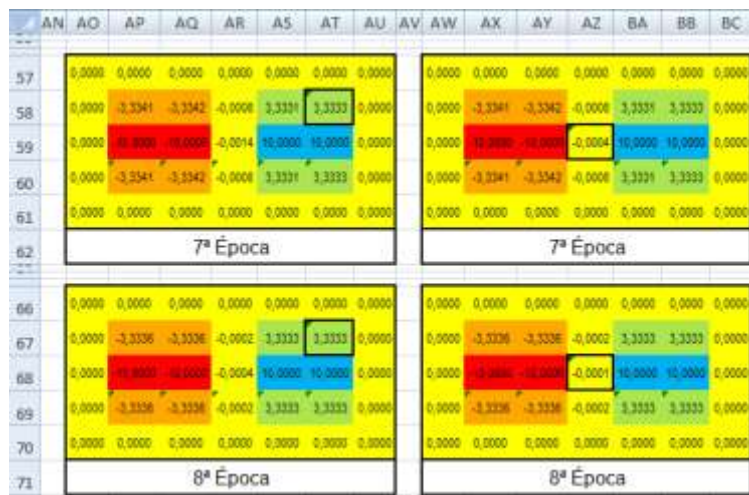 AN AO AP AQ AR AS AT AU AV AW AX AY AZ BA BB BC
57 0,0000 0,0000 0,0000 0,0000 0,0000 0,0000 0,0000 0,0000 0,0000 0,0000 0,0000 0,0000 0,0000 0,0000
58 0,0000 -3,3341 -3,3342 -0,0008 3,3331 3,3333 0,0000 0,0000 -3,3341 -3,3342 -0,0008 3,3331 3,3333 0,0000
59 0,0000 -0,0014 10,0000 10,0000 0,0000 0,0000 -0,0004 10,0000 10,0000 0,0000
60 0,0000 -3,3341 -3,3342 -0,0008 3,3331 3,3333 0,0000 0,0000 -3,3341 -3,3342 -0,0008 3,3331 3,3333 0,0000
61 0,0000 0,0000 0,0000 0,0000 0,0000 0,0000 0,0000 0,0000 0,0000 0,0000 0,0000 0,0000 0,0000 0,0000
62 7ª Época 7ª Época
66 0,0000 0,0000 0,0000 0,0000 0,0000 0,0000 0,0000 0,0000 0,0000 0,0000 0,0000 0,0000 0,0000 0,0000
67 0,0000 -3,3336 -3,3336 -0,0002 3,3333 3,3333 0,0000 0,0000 -3,3336 -3,3336 -0,0002 3,3333 3,3333 0,0000
68 0,0000 -0,0004 10,0000 10,0000 0,0000 0,0000 -0,0001 10,0000 10,0000 0,0000
69 0,0000 -3,3336 -3,3336 -0,0002 3,3333 3,3333 0,0000 0,0000 -3,3336 -3,3336 -0,0002 3,3333 3,3333 0,0000
70 0,0000 0,0000 0,0000 0,0000 0,0000 0,0000 0,0000 0,0000 0,0000 0,0000 0,0000 0,0000 0,0000 0,0000
71 8ª Época 8ª Época